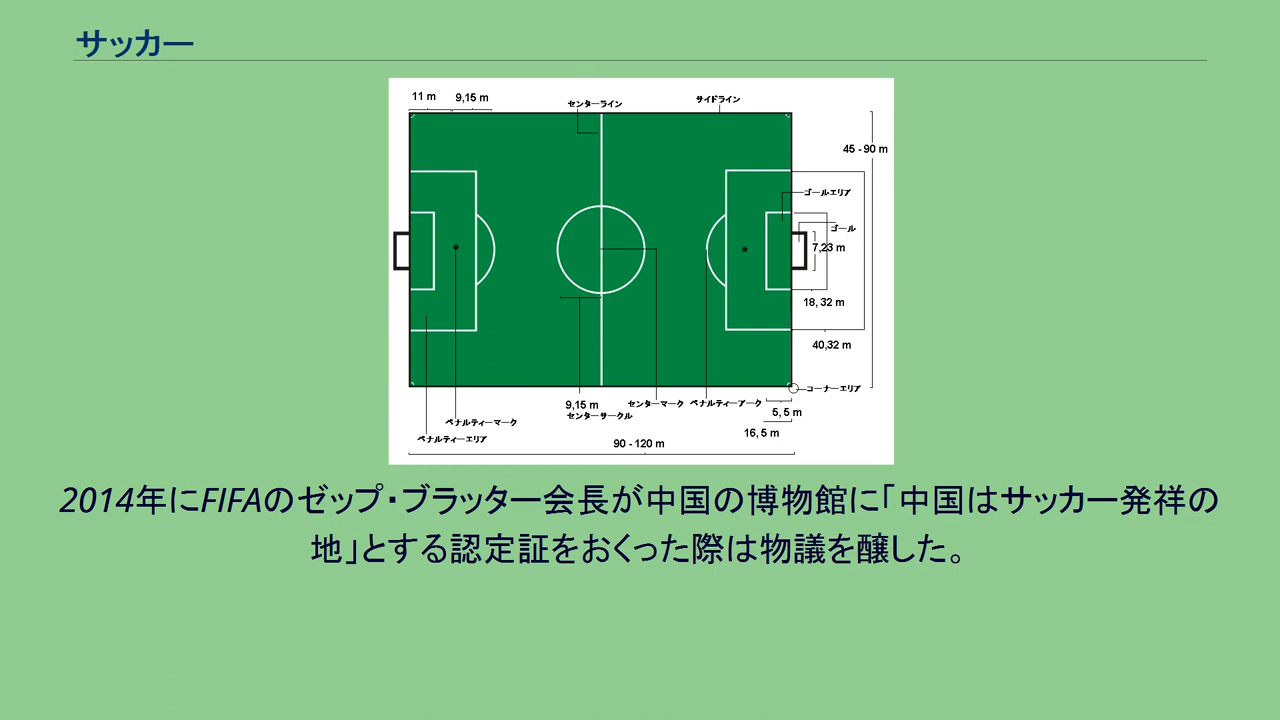 サッカー
11 m
9,15 m
センターライン
サイドライン
45 - 90 m
ゴールエリア
ゴール
7,23 m
18, 32 m
40,32 m
コーナーエリア
9,15 m
センターサークル
センターマーク
ペナルティーアーク
5, 5 m
ペナルティーマーク
16, 5 m
ペナルティーエリア
90 - 120 m
2014年にFIFAのゼップ・ブラッター会長が中国の博物館に「中国はサッカー発祥の
地」とする認定証をおくった際は物議を醸した。